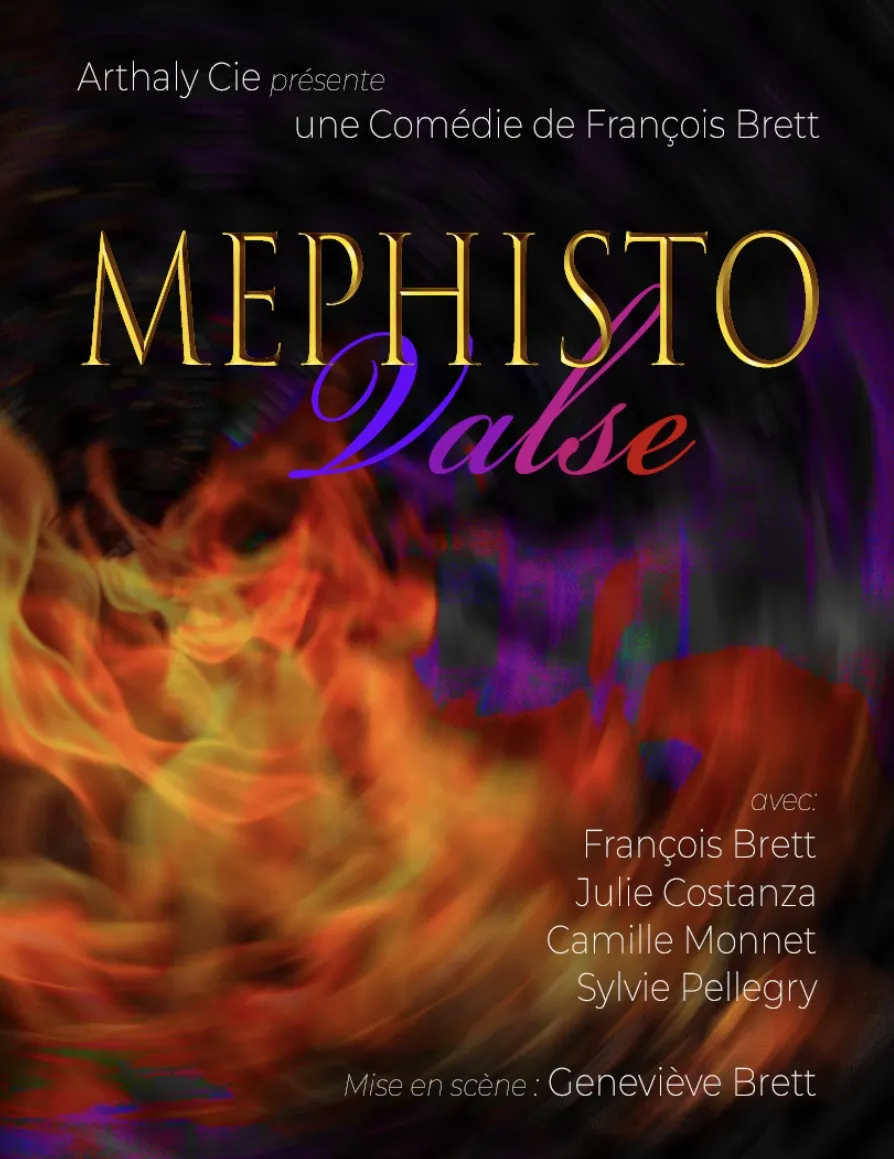 Arthaly Cie présente
une Comédie de François Brett
MEPHISTO
Valse
avec:
François Brett
Julie Costanza
Camille Monnet
Sylvie Pellegry
Mise en scène : Geneviève Brett